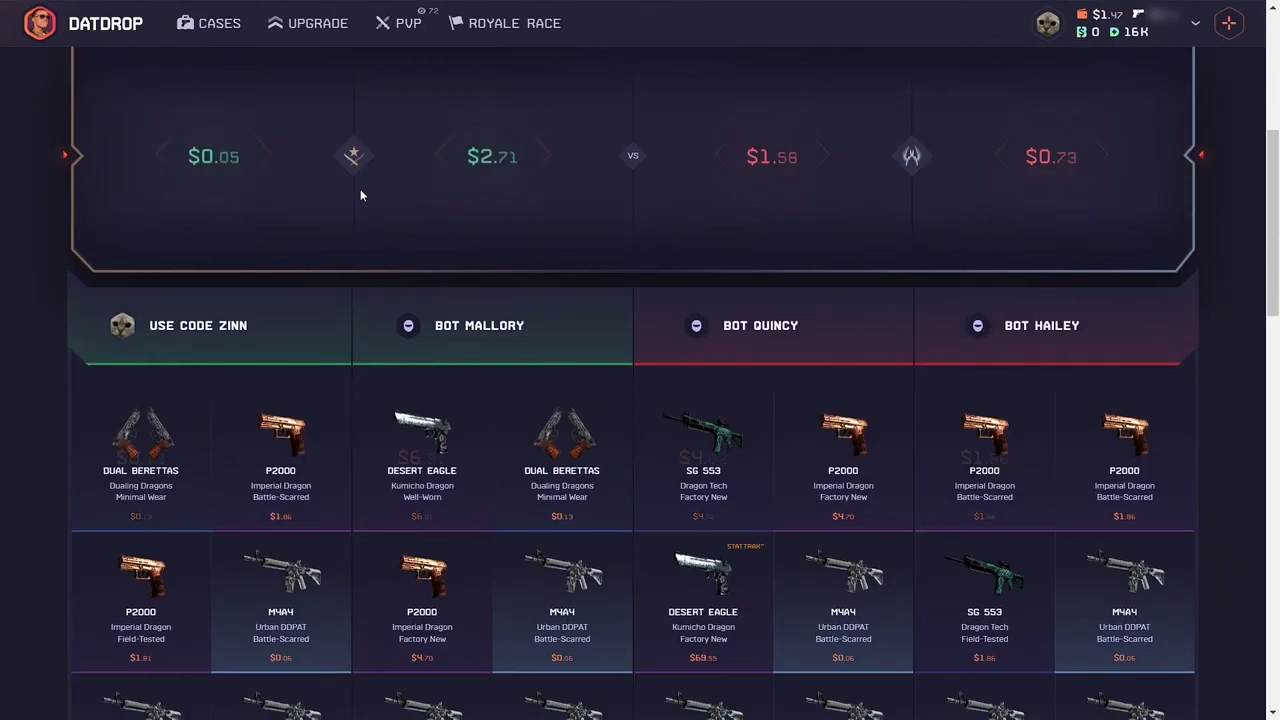 DATDROP
CASES
UPGRADE
PVP
72
ROYALE RACE
$1.47
0
16K
$0.05
$2.71
VS
$1.58
$0.73
USE CODE ZINN
BOT MALLORY
BOT QUINCY
BOT HAILEY
DUAL BERETTAS
Dualing Dragons
Minimal Wear
$0.13
P2000
Imperial Dragon
Battle-Scarred
$1.86
DESERT EAGLE
Kumicho Dragon
Well-Worn
DUAL BERETTAS
Dualing Dragons
Minimal Wear
$0.13
SG 553
Dragon Tech
Factory New
P2000
Imperial Dragon
Factory New
$4.70
P2000
Imperial Dragon
Battle-Scarred
P2000
Imperial Dragon
Battle-Scarred
$1.86
P2000
Imperial Dragon
Field-Tested
$1.81
M4A4
Urban DDPAT
Battle-Scarred
$0.06
P2000
Imperial Dragon
Factory New
$4.70
M4A4
Urban DDPAT
Battle-Scarred
$0.06
STATTRAK™
DESERT EAGLE
Kumicho Dragon
Factory New
$69.55
M4A4
Urban DDPAT
Battle-Scarred
$0.06
SG 553
Dragon Tech
Field-Tested
$1.86
M4A4
Urban DDPAT
Battle-Scarred
$0.06